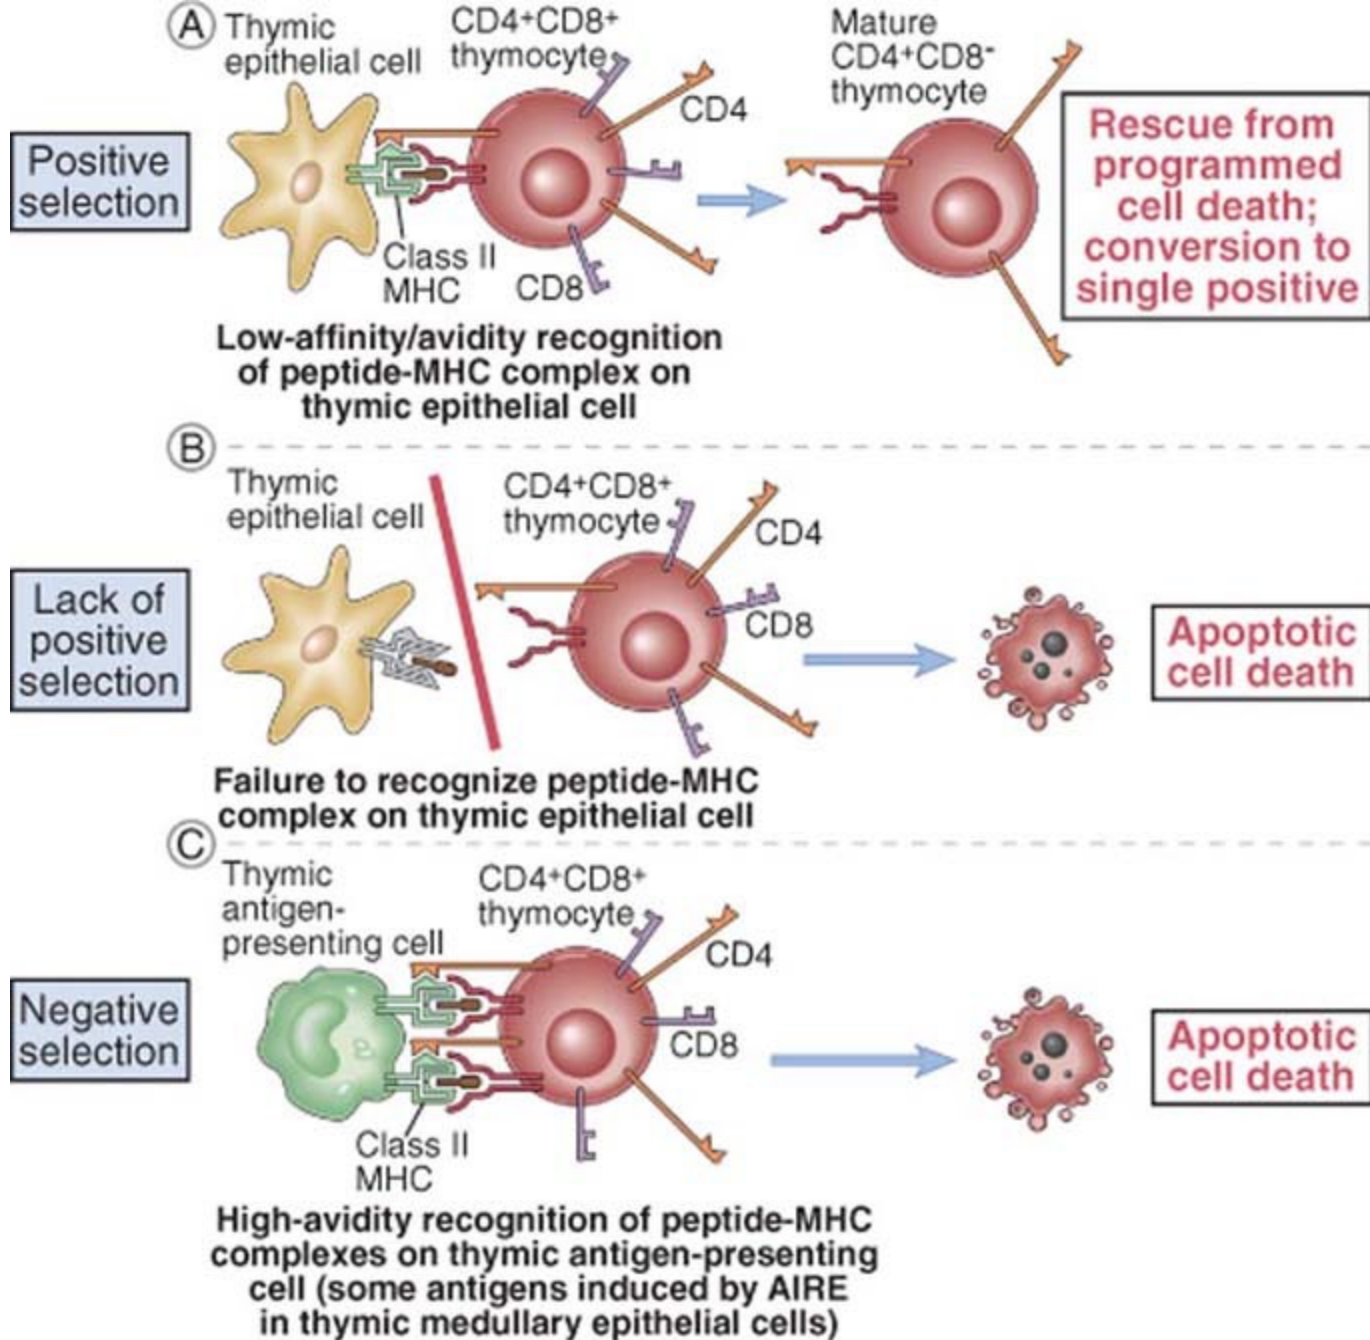 A
Thymic
epithelial cell
CD4+CD8+
thymocyte
CD4
Mature
CD4+CD8-
thymocyte
Positive
selection
Class II
MHC
CD8
Rescue from
programmed
cell death;
conversion to
single positive
Low-affinity/avidity recognition
of peptide-MHC complex on
thymic epithelial cell
B
Thymic
epithelial cell
CD4+CD8+
thymocyte
CD4
CD8
Lack of
positive
selection
Apoptotic
cell death
Failure to recognize peptide-MHC
complex on thymic epithelial cell
C
Thymic
antigen-
presenting cell
CD4+CD8+
thymocyte
CD4
CD8
Negative
selection
Class II
MHC
Apoptotic
cell death
High-avidity recognition of peptide-MHC
complexes on thymic antigen-presenting
cell (some antigens induced by AIRE
in thymic medullary epithelial cells)